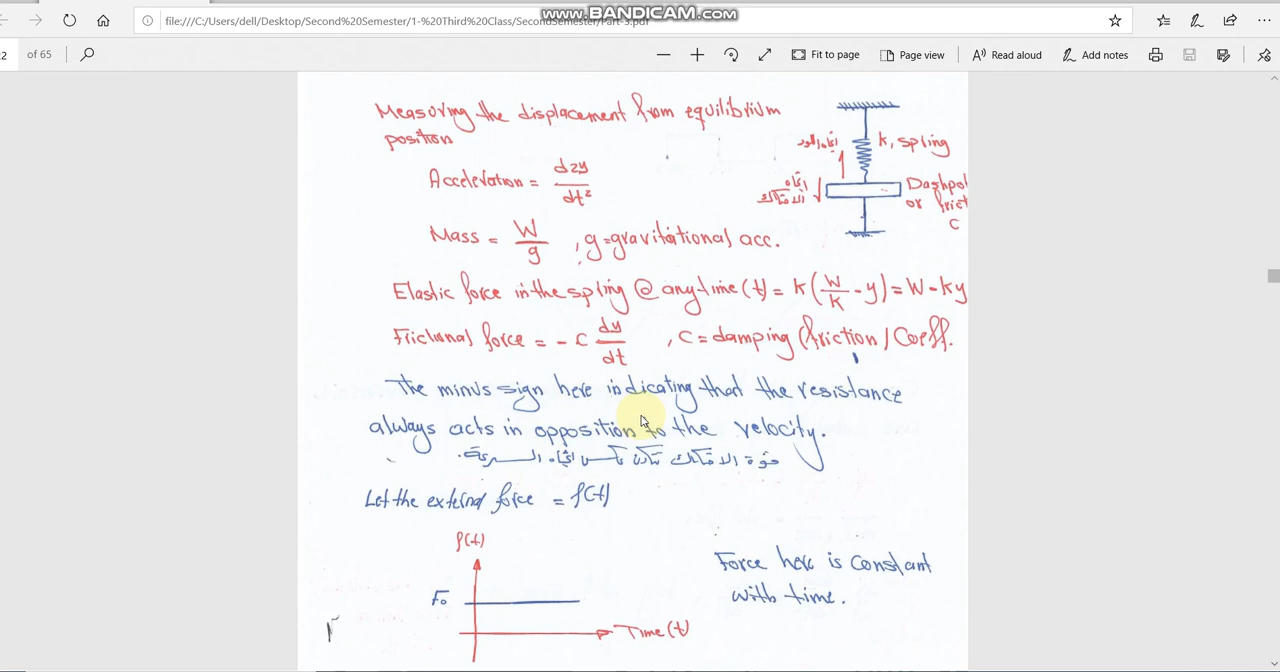 www.BANDICAM.com
file:///C:/Users/dell/Desktop/Second%20Semester/1-%20Third%20Class/SecondSemester/Part-3.pdf
of 65
Fit to page
Page view
Read aloud
Add notes
Measuring the displacement from equilibrium
position
k, spring
Acceleration = d2y/dt²
Dashpo
or frict
C
Mass = W/g , g=gravitational acc.
Elastic force in the spring @ any time (t) = k(W/k - y) = W - ky
Frictional force = - C dy/dt , C = damping (friction) Coeff.
The minus sign here indicating that the resistance
always acts in opposition to the velocity.
Let the external force = f(t)
f(t)
F₀
Time (t)
Force here is constant
with time.